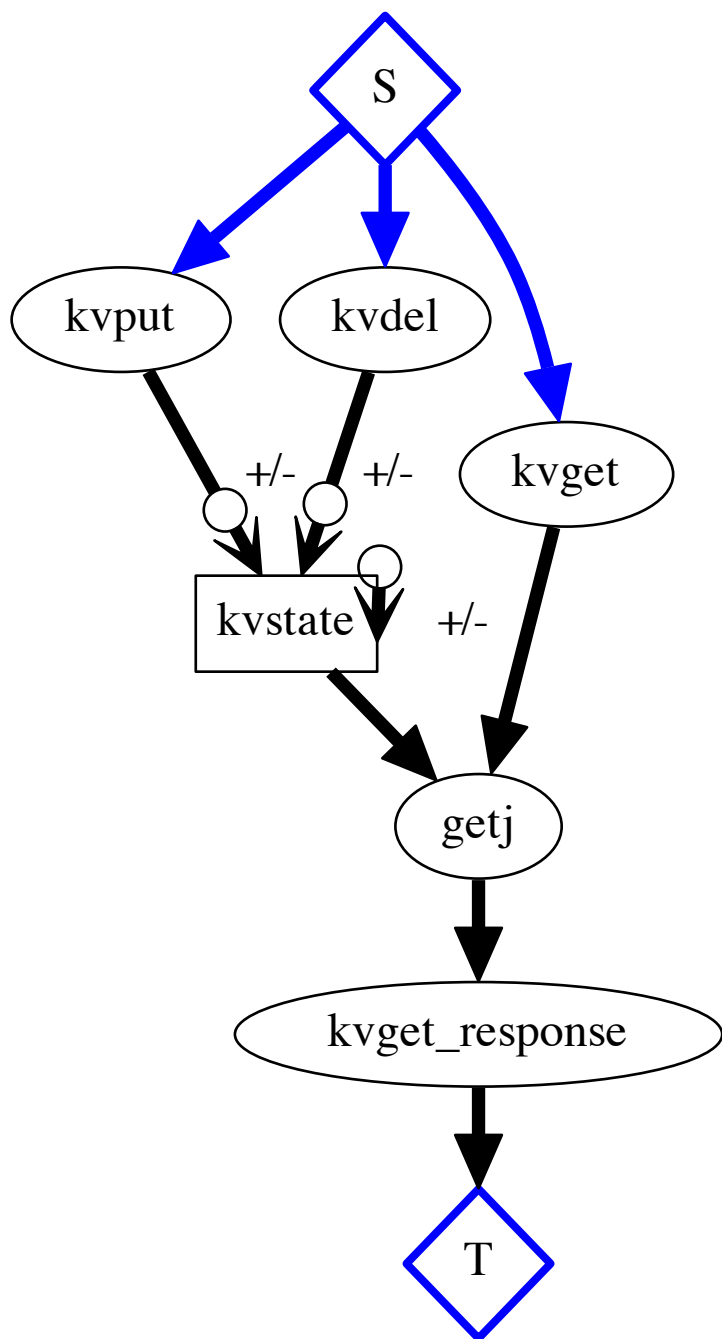 S
kvput
kvdel
+/-
+/-
kvget
kvstate
+/-
getj
kvget_response
T